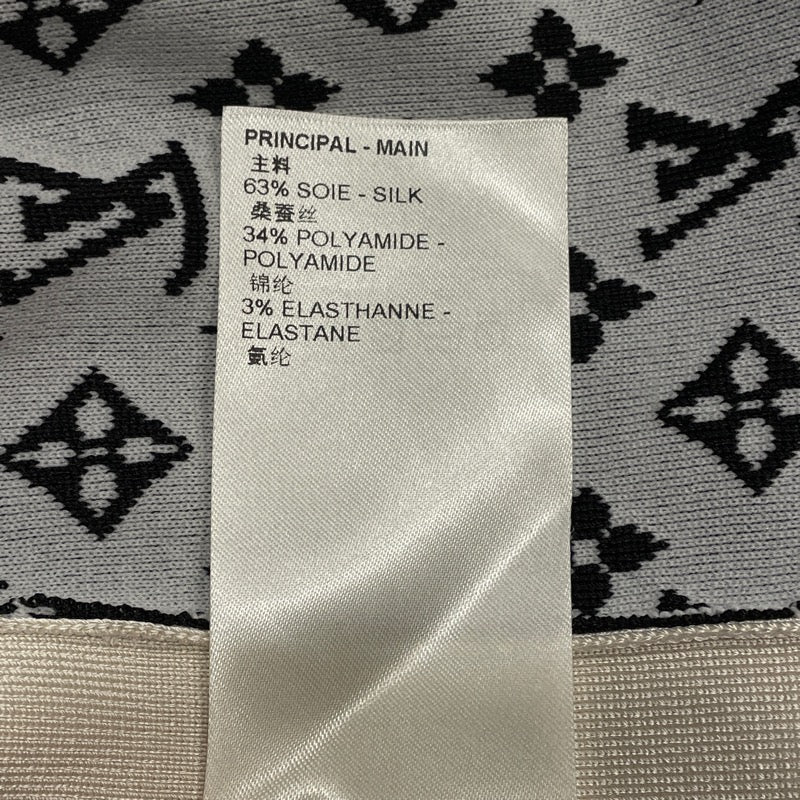 PRINCIPAL - MAIN
主料
63% SOIE - SILK
桑蚕丝
34% POLYAMIDE -
POLYAMIDE
锦纶
3% ELASTHANNE -
ELASTANE
氨纶